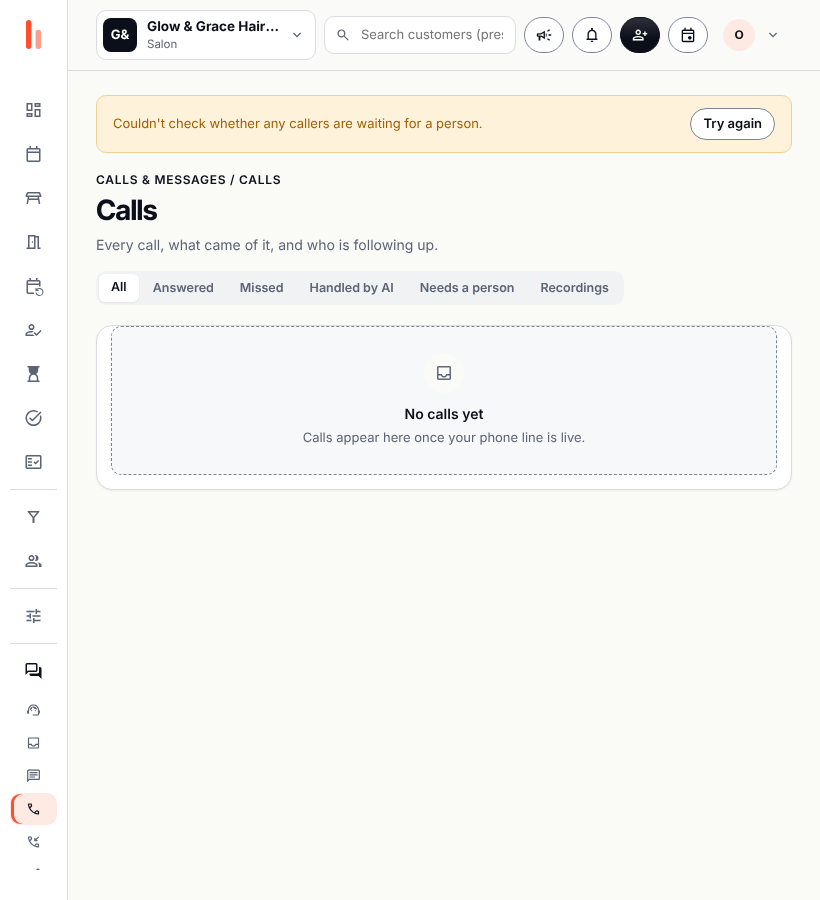 G&
Glow & Grace Hair...
Salon
Search customers (pres
O
Couldn't check whether any callers are waiting for a person.
Try again
CALLS & MESSAGES / CALLS
Calls
Every call, what came of it, and who is following up.
All
Answered
Missed
Handled by AI
Needs a person
Recordings
No calls yet
Calls appear here once your phone line is live.